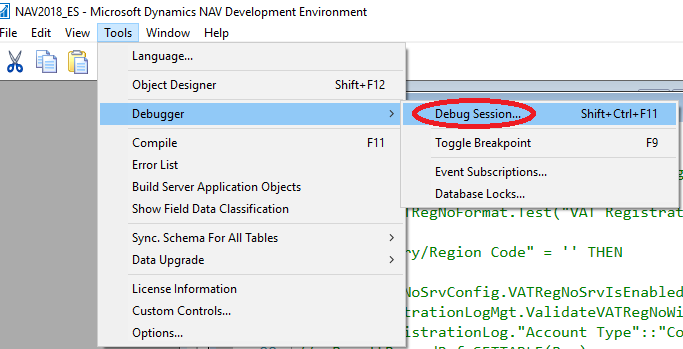 NAV2018_ES - Microsoft Dynamics NAV Development Environment
File Edit View Tools Window Help
Language...
Object Designer Shift+F12
Debugger
Debug Session... Shift+Ctrl+F11
Compile F11
Toggle Breakpoint F9
Error List
Event Subscriptions...
Build Server Application Objects
Database Locks...
Show Field Data Classification
RegNoFormat.Test("VAT Registrat
Sync. Schema For All Tables
ry/Region Code" = '' THEN
Data Upgrade
License Information
NoSrvConfig.VATRegNoSrvIsEnabled
Custom Controls...
trationLogMgt.ValidateVATRegNoWi
Options...
istrationLog."Account Type"::"Co